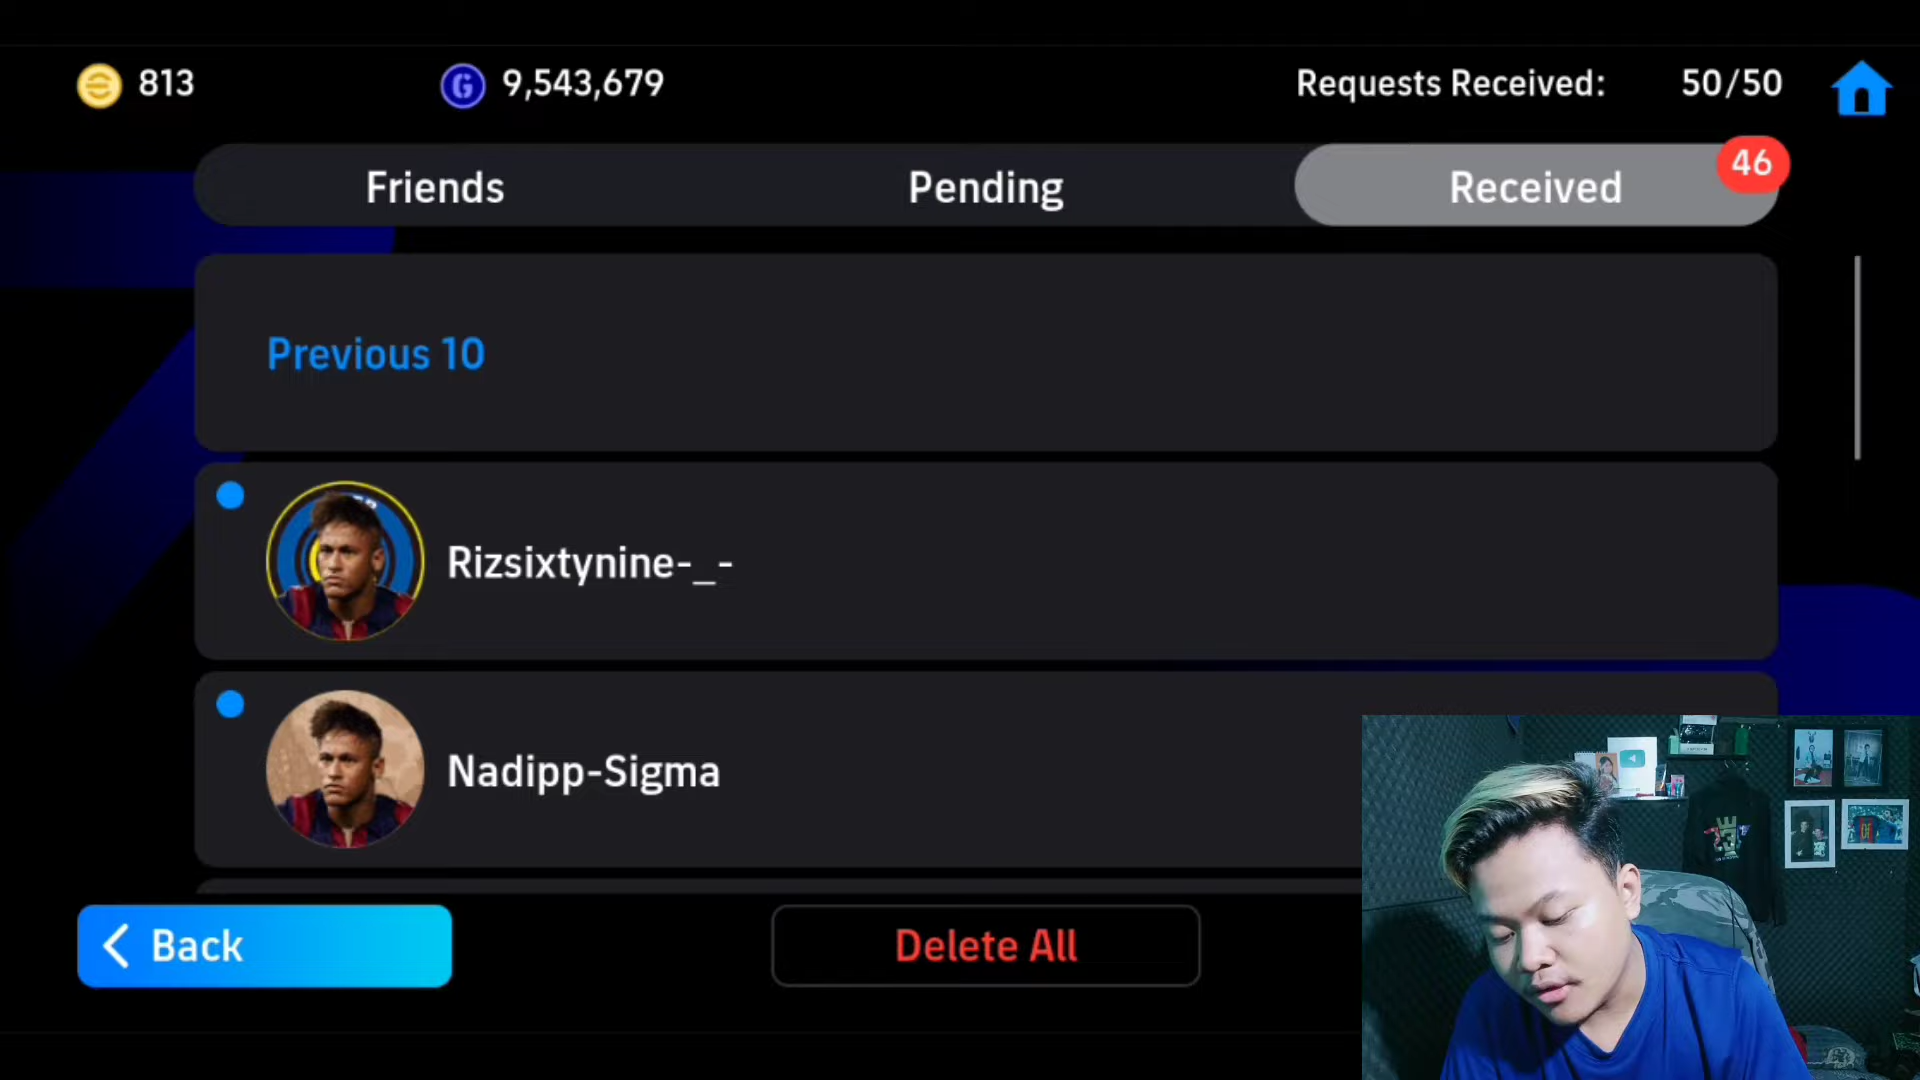 813
9,543,679
Requests Received: 50/50
Friends
Pending
Received
46
Previous 10
Rizsixtynine-_-
Nadipp-Sigma
Back
Delete All